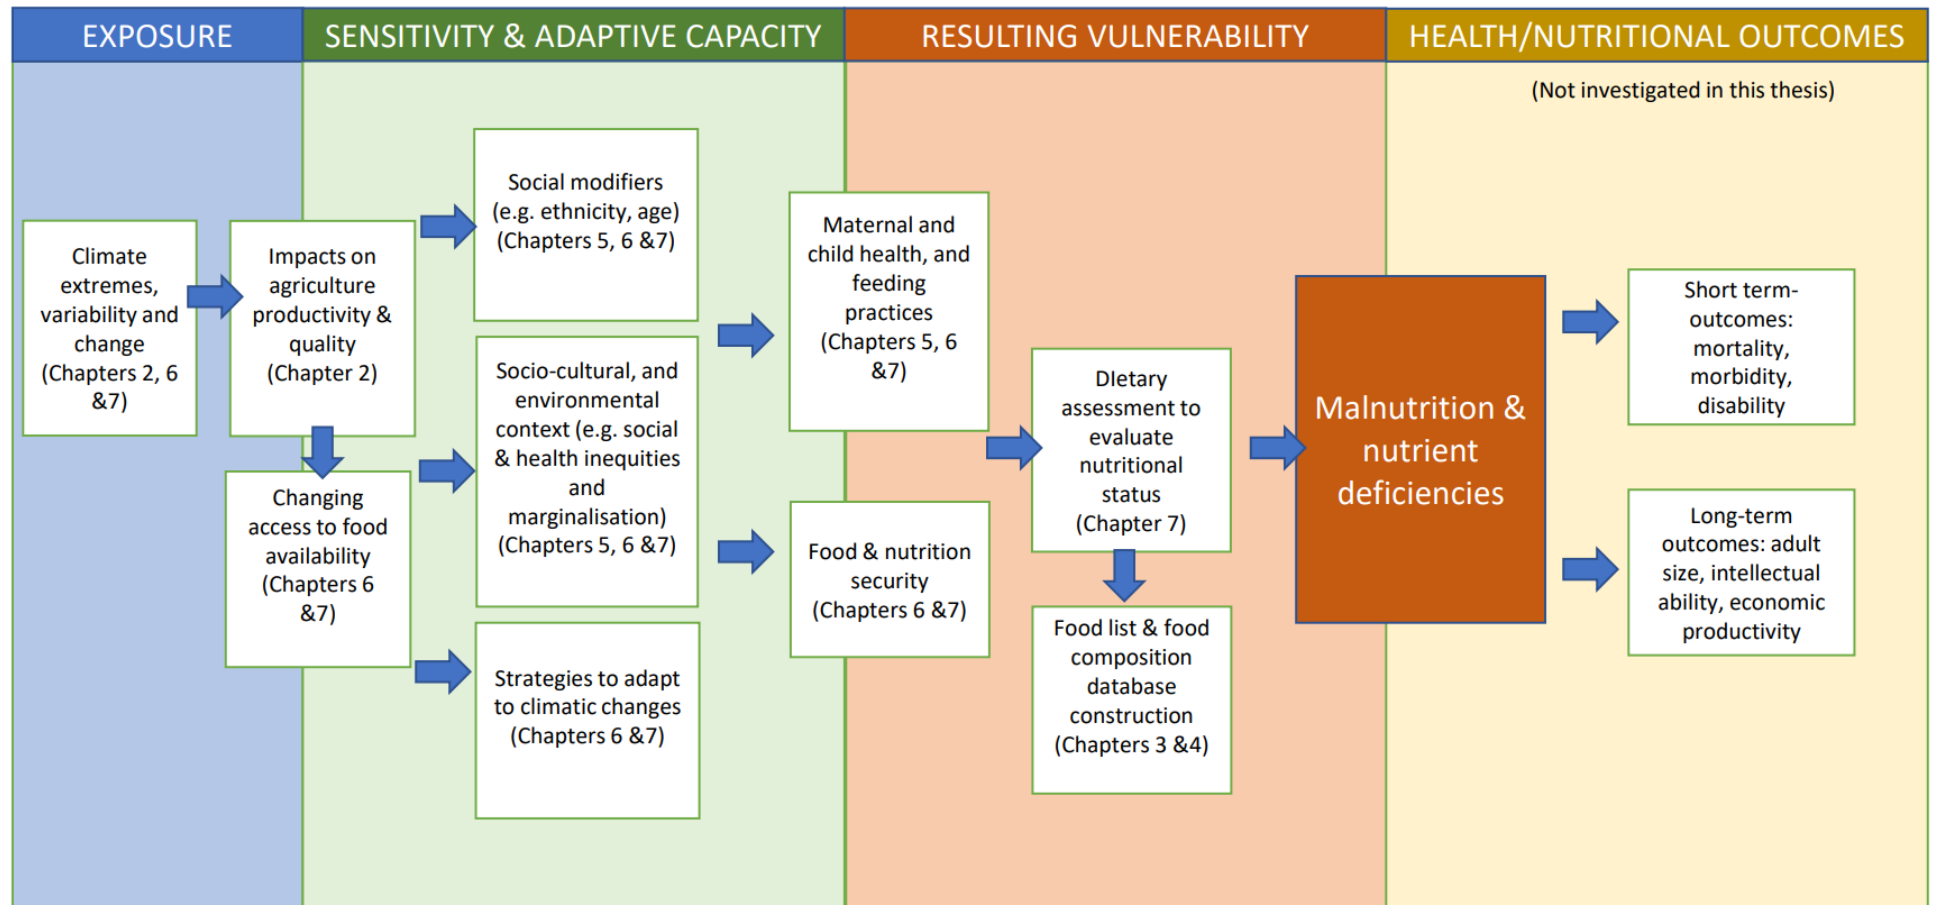 EXPOSURE
SENSITIVITY & ADAPTIVE CAPACITY
RESULTING VULNERABILITY
HEALTH/NUTRITIONAL OUTCOMES
(Not investigated in this thesis)
Climate
extremes,
variability and
change
(Chapters 2, 6
&7)
Impacts on
agriculture
productivity &
quality
(Chapter 2)
Changing
access to food
availability
(Chapters 6
&7)
Social modifiers
(e.g. ethnicity, age)
(Chapters 5, 6 &7)
Socio-cultural, and
environmental
context (e.g. social
& health inequities
and
marginalisation)
(Chapters 5, 6 &7)
Strategies to adapt
to climatic changes
(Chapters 6 &7)
Maternal and
child health, and
feeding
practices
(Chapters 5, 6
&7)
Food & nutrition
security
(Chapters 6 &7)
DIetary
assessment to
evaluate
nutritional
status
(Chapter 7)
Food list & food
composition
database
construction
(Chapters 3 &4)
Malnutrition &
nutrient
deficiencies
Short term-
outcomes:
mortality,
morbidity,
disability
Long-term
outcomes: adult
size, intellectual
ability, economic
productivity